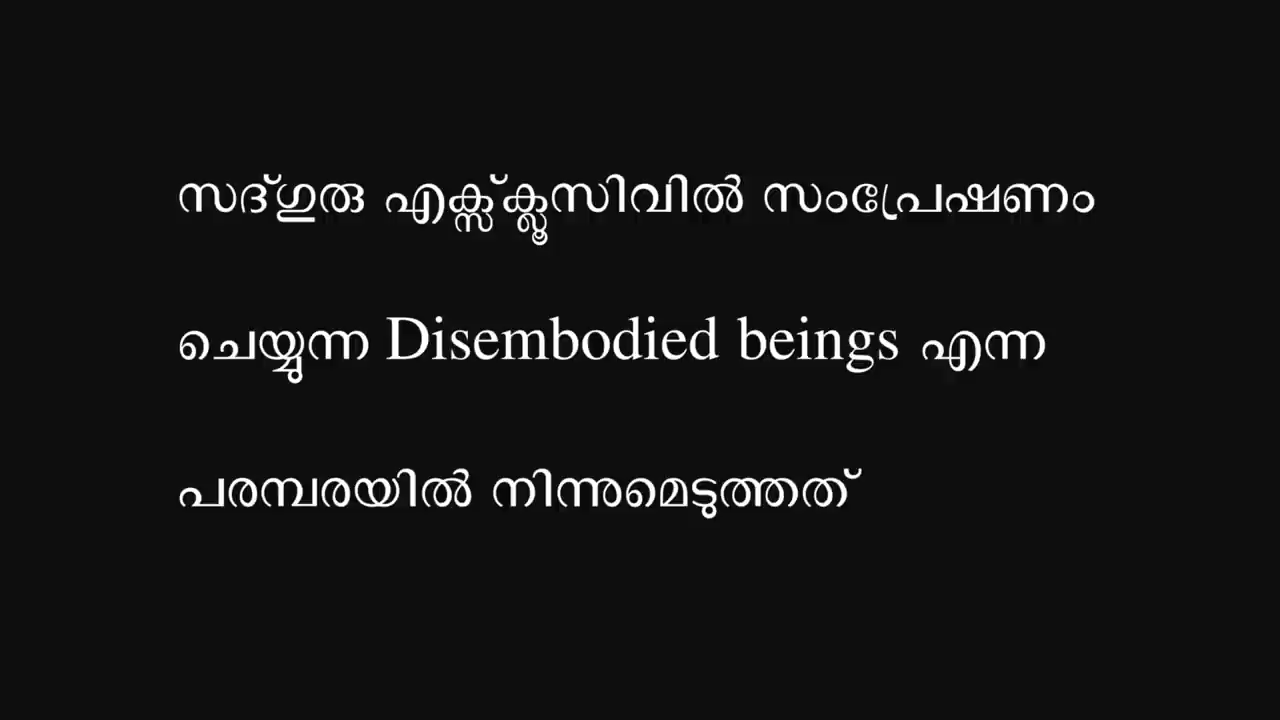 സദ്ഗുരു എക്സ്ക്ലൂസിവിൽ സംപ്രേഷണം
ചെയ്യുന്ന Disembodied beings എന്ന
പരമ്പരയിൽ നിന്നുമെടുത്തത്